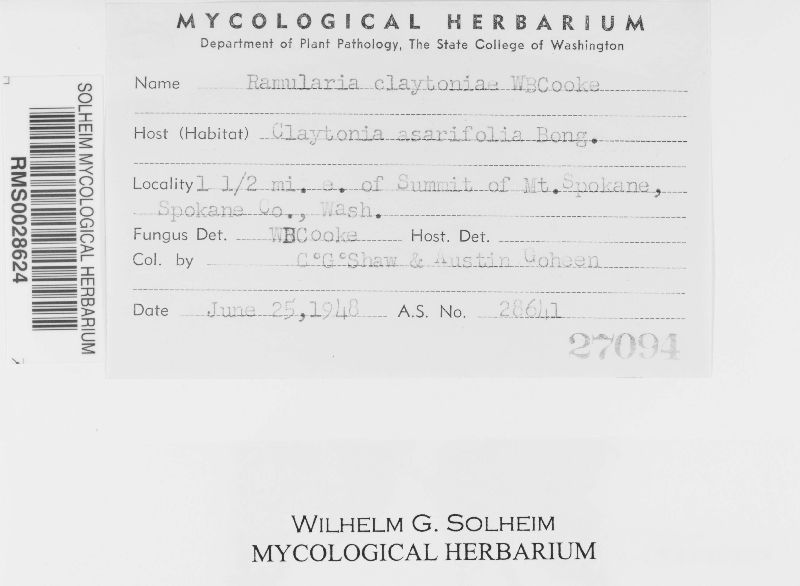 MYCOLOGICAL HERBARIUM
Department of Plant Pathology, The State College of Washington
Name Ramularia claytoniae WBCooke
Host (Habitat) Claytonia asarifolia Bong.
Locality 1 1/2 mi. e. of Summit of Mt.Spokane,
Spokane Co., Wash.
Fungus Det. WBCooke Host. Det.
Col. by C°G°Shaw & Austin Goheen
Date June 25,1948 A.S. No. 28641
27094
SOLHEIM MYCOLOGICAL HERBARIUM
RMS0028624
WILHELM G. SOLHEIM
MYCOLOGICAL HERBARIUM